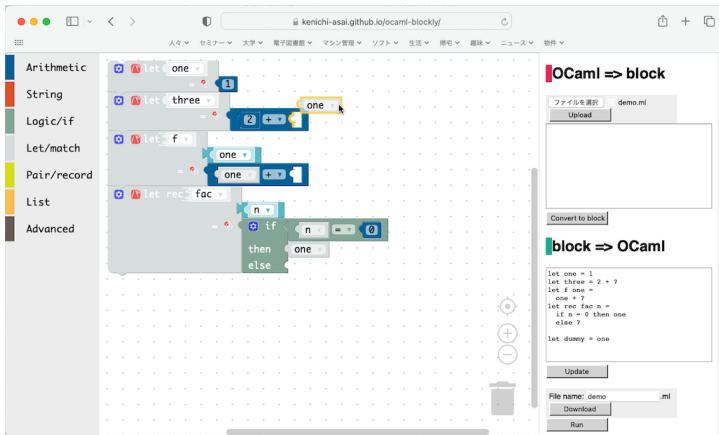 kenichi-asai.github.io/ocaml-blockly/
人々 セミナー 大学 電子図書館 マシン管理 ソフト 生活 帰宅 趣味 ニュース 物件
Arithmetic
String
Logic/if
Let/match
Pair/record
List
Advanced
let one
= 1
let three
one
= 2 +
let f
one
= one +
let rec fac
n
= if n = 0
then one
else
OCaml => block
ファイルを選択 demo.ml
Upload
Convert to block
block => OCaml
let one = 1
let three = 2 + ?
let f one =
one + ?
let rec fac n =
if n = 0 then one
else ?
let dummy = one
Update
File name: demo .ml
Download
Run